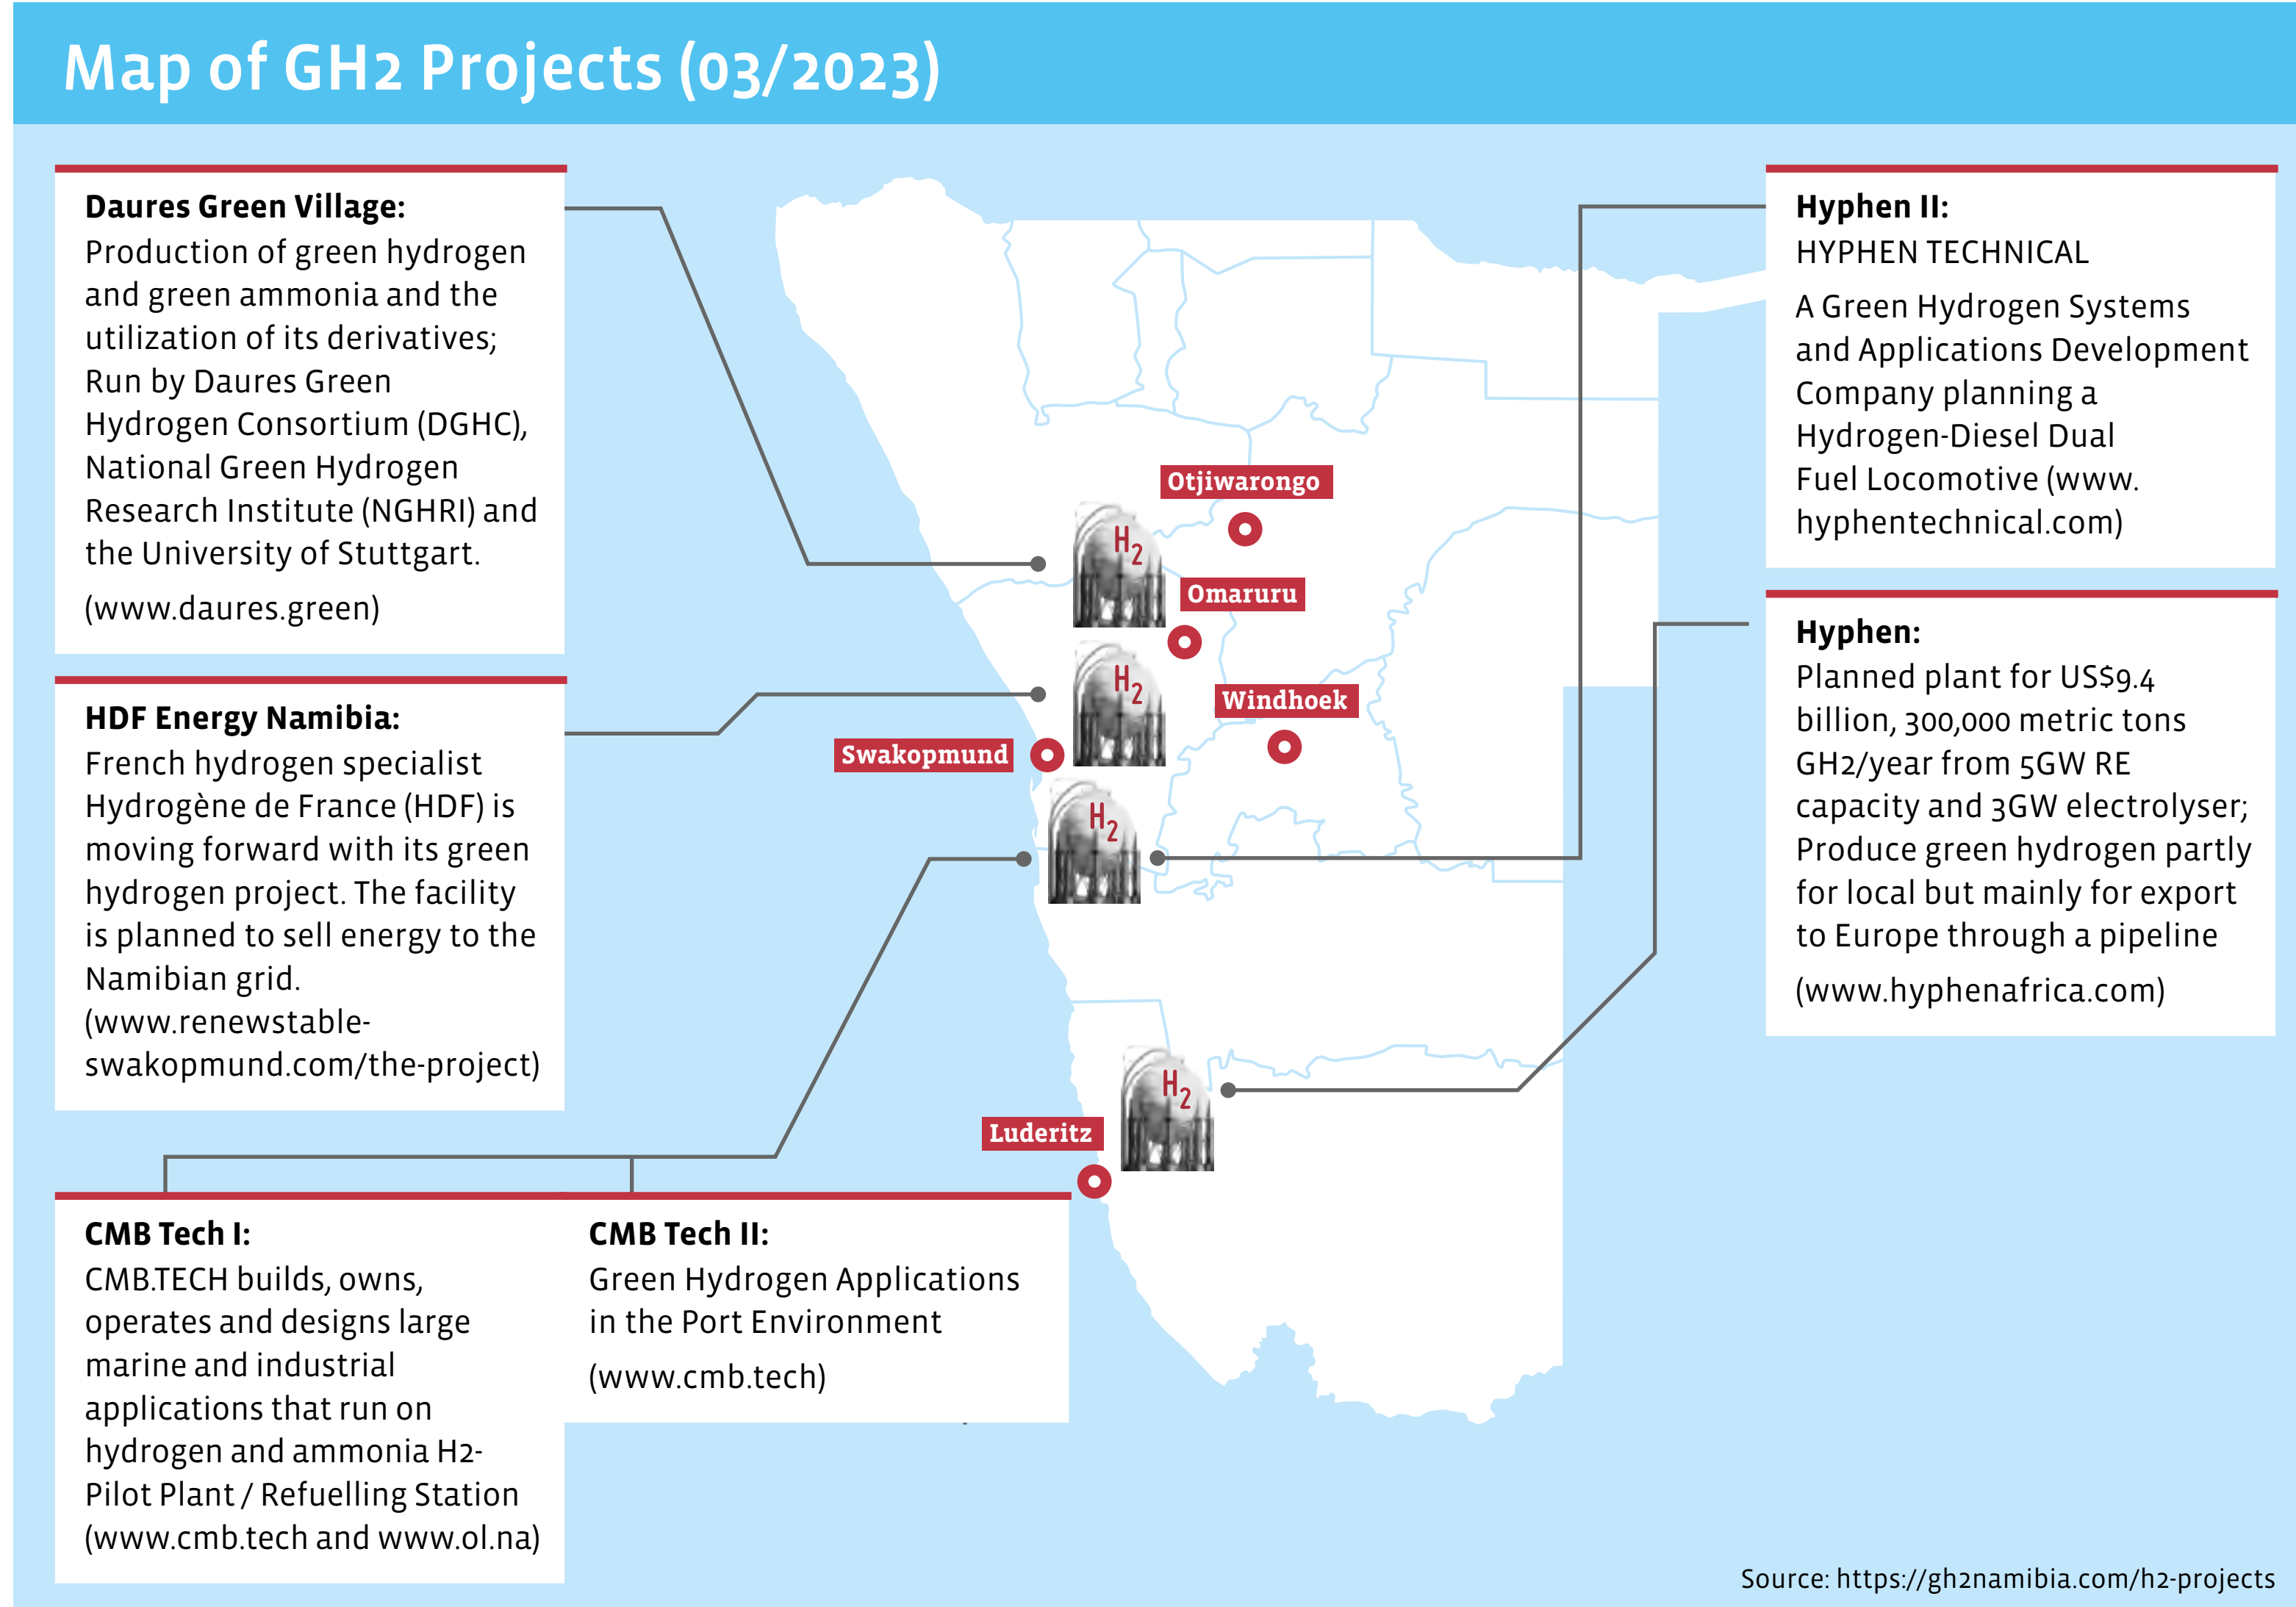 Map of GH2 Projects (03/2023)
Daures Green Village:
Production of green hydrogen
and green ammonia and the
utilization of its derivatives;
Run by Daures Green
Hydrogen Consortium (DGHC),
National Green Hydrogen
Research Institute (NGHRI) and
the University of Stuttgart.
(www.daures.green)
HDF Energy Namibia:
French hydrogen specialist
Hydrogène de France (HDF) is
moving forward with its green
hydrogen project. The facility
is planned to sell energy to the
Namibian grid.
(www.renewstable-
swakopmund.com/the-project)
CMB Tech I:
CMB.TECH builds, owns,
operates and designs large
marine and industrial
applications that run on
hydrogen and ammonia H2-
Pilot Plant / Refuelling Station
(www.cmb.tech and www.ol.na)
CMB Tech II:
Green Hydrogen Applications
in the Port Environment
(www.cmb.tech)
Otjiwarongo
H2
Omaruru
H2
Windhoek
Swakopmund
H2
H2
Luderitz
Hyphen II:
HYPHEN TECHNICAL
A Green Hydrogen Systems
and Applications Development
Company planning a
Hydrogen-Diesel Dual
Fuel Locomotive (www.
hyphentechnical.com)
Hyphen:
Planned plant for US$9.4
billion, 300,000 metric tons
GH2/year from 5GW RE
capacity and 3GW electrolyser;
Produce green hydrogen partly
for local but mainly for export
to Europe through a pipeline
(www.hyphenafrica.com)
Source: https://gh2namibia.com/h2-projects